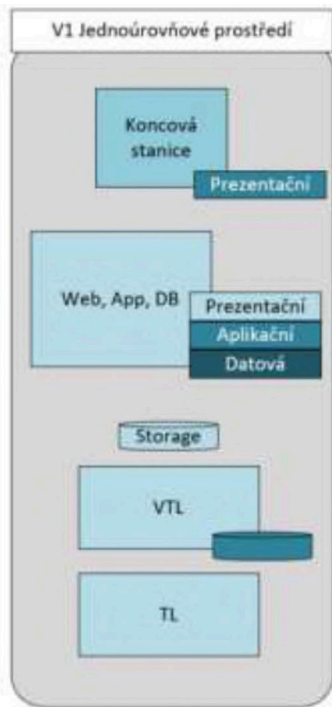 V1 Jednoúrovňové prostředí
Koncová
stanice
Prezentační
Web, App, DB
Prezentační
Aplikační
Datová
Storage
VTL
TL